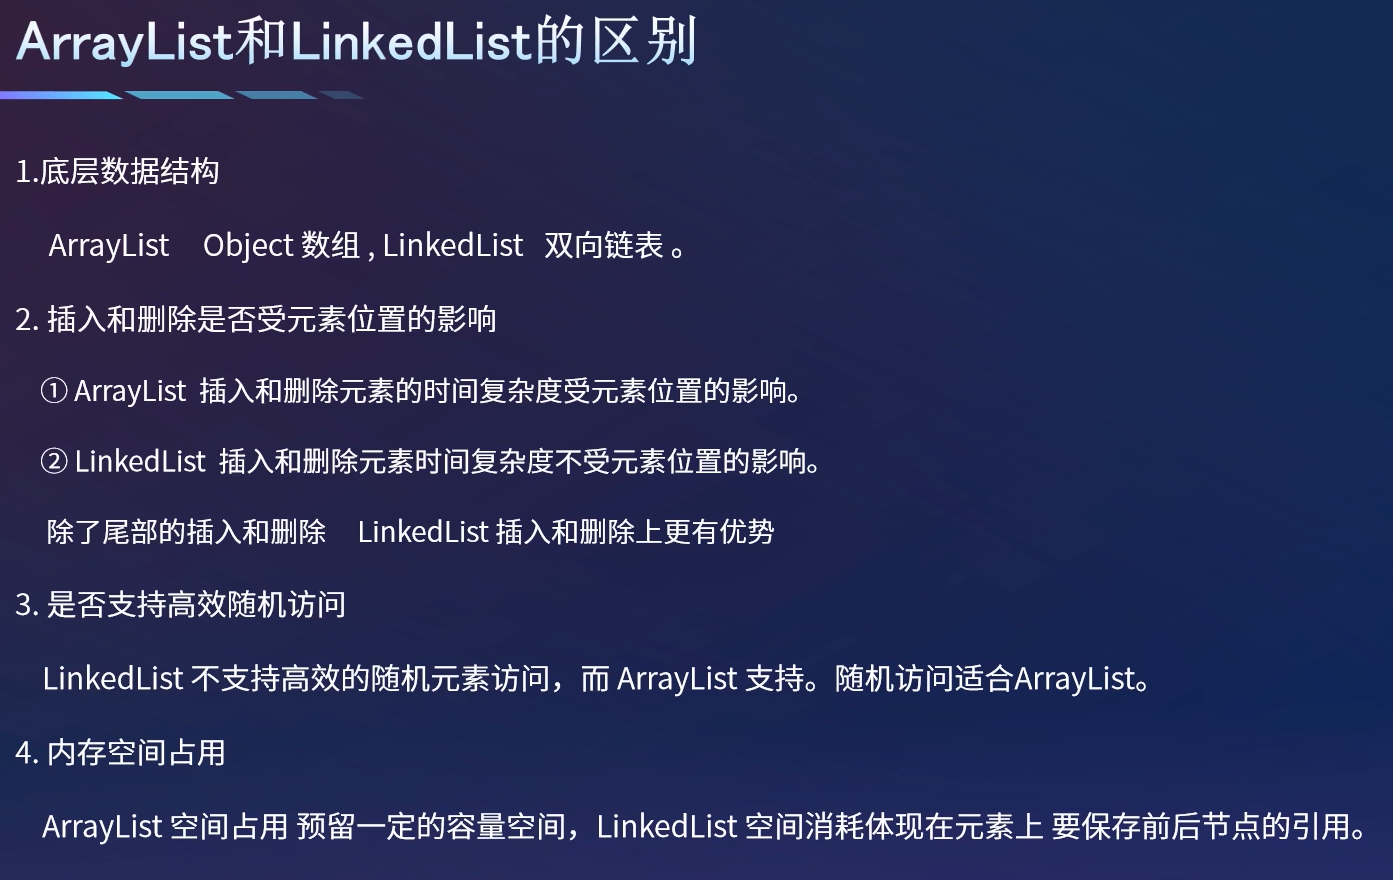 ArrayList和LinkedList的区别
1.底层数据结构
ArrayList Object 数组 , LinkedList 双向链表 。
2. 插入和删除是否受元素位置的影响
① ArrayList 插入和删除元素的时间复杂度受元素位置的影响。
② LinkedList 插入和删除元素时间复杂度不受元素位置的影响。
除了尾部的插入和删除 LinkedList 插入和删除上更有优势
3. 是否支持高效随机访问
LinkedList 不支持高效的随机元素访问，而 ArrayList 支持。随机访问适合ArrayList。
4. 内存空间占用
ArrayList 空间占用 预留一定的容量空间，LinkedList 空间消耗体现在元素上 要保存前后节点的引用。